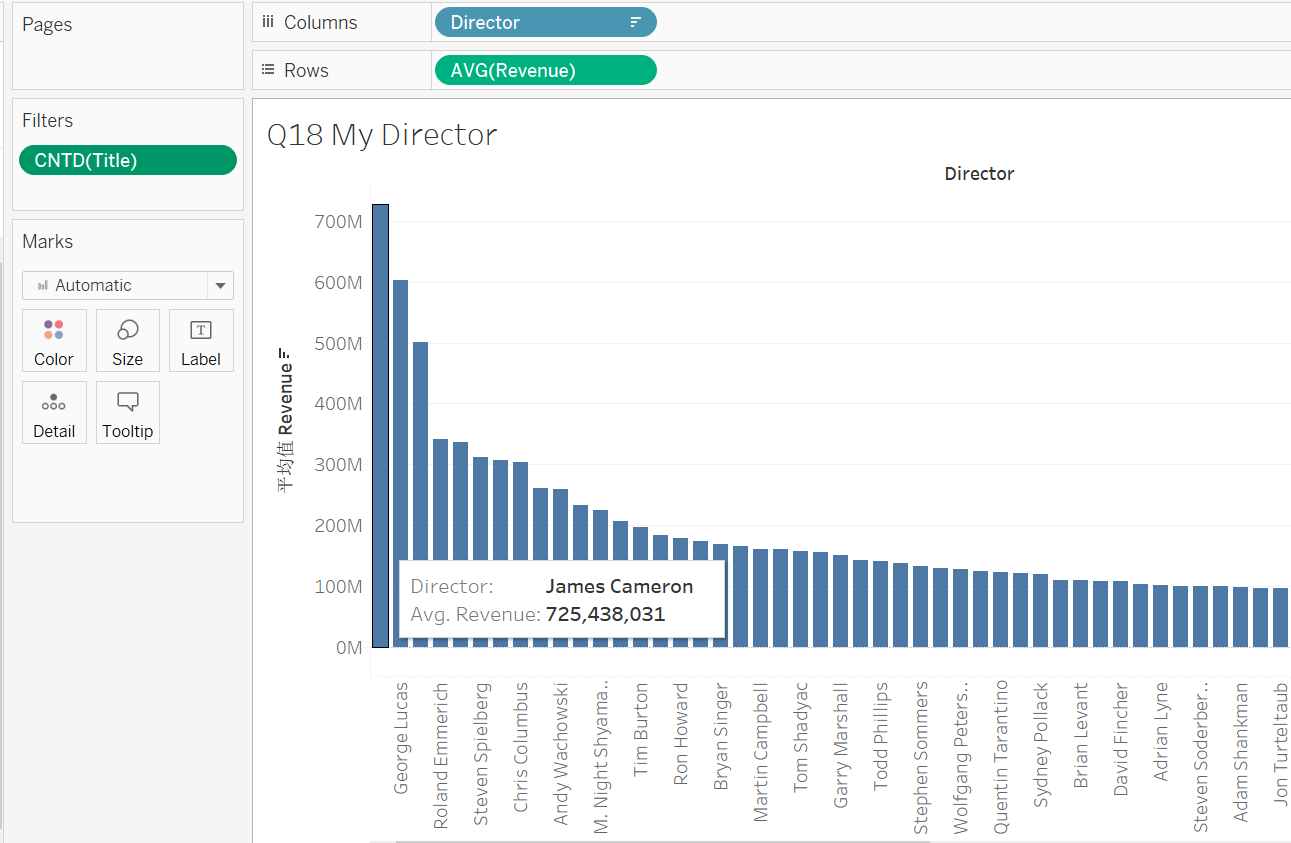 Pages
Columns
Director
Rows
AVG(Revenue)
Filters
CNTD(Title)
Marks
Automatic
Color
Size
Label
Detail
Tooltip
Q18 My Director
Director
平均值 Revenue
700M
600M
500M
400M
300M
200M
100M
0M
Director: James Cameron
Avg. Revenue: 725,438,031
George Lucas
Roland Emmerich
Steven Spielberg
Chris Columbus
Andy Wachowski
M. Night Shyama..
Tim Burton
Ron Howard
Bryan Singer
Martin Campbell
Tom Shadyac
Garry Marshall
Todd Phillips
Stephen Sommers
Wolfgang Peters..
Quentin Tarantino
Sydney Pollack
Brian Levant
David Fincher
Adrian Lyne
Steven Soderber..
Adam Shankman
Jon Turteltaub